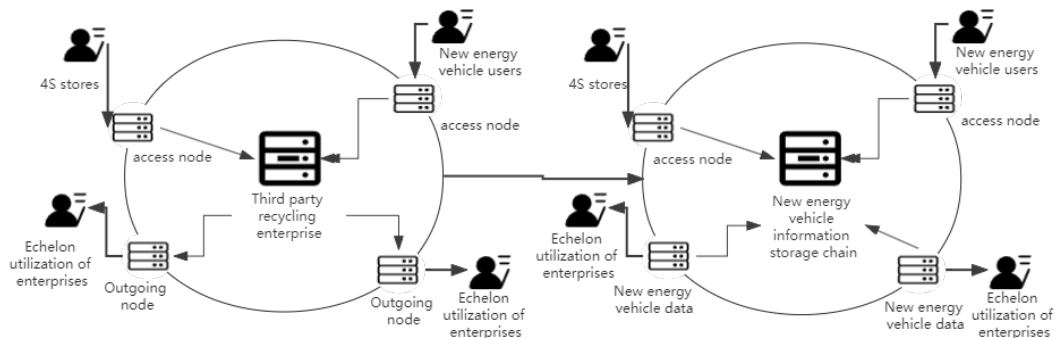 4S stores
New energy
vehicle users
access node
access node
Third party
recycling
enterprise
Echelon
utilization of
enterprises
Outgoing
node
Outgoing
node
Echelon
utilization of
enterprises
4S stores
New energy
vehicle users
access node
access node
New energy
vehicle
information
storage chain
Echelon
utilization of
enterprises
New energy
vehicle data
New energy
vehicle data
Echelon
utilization of
enterprises